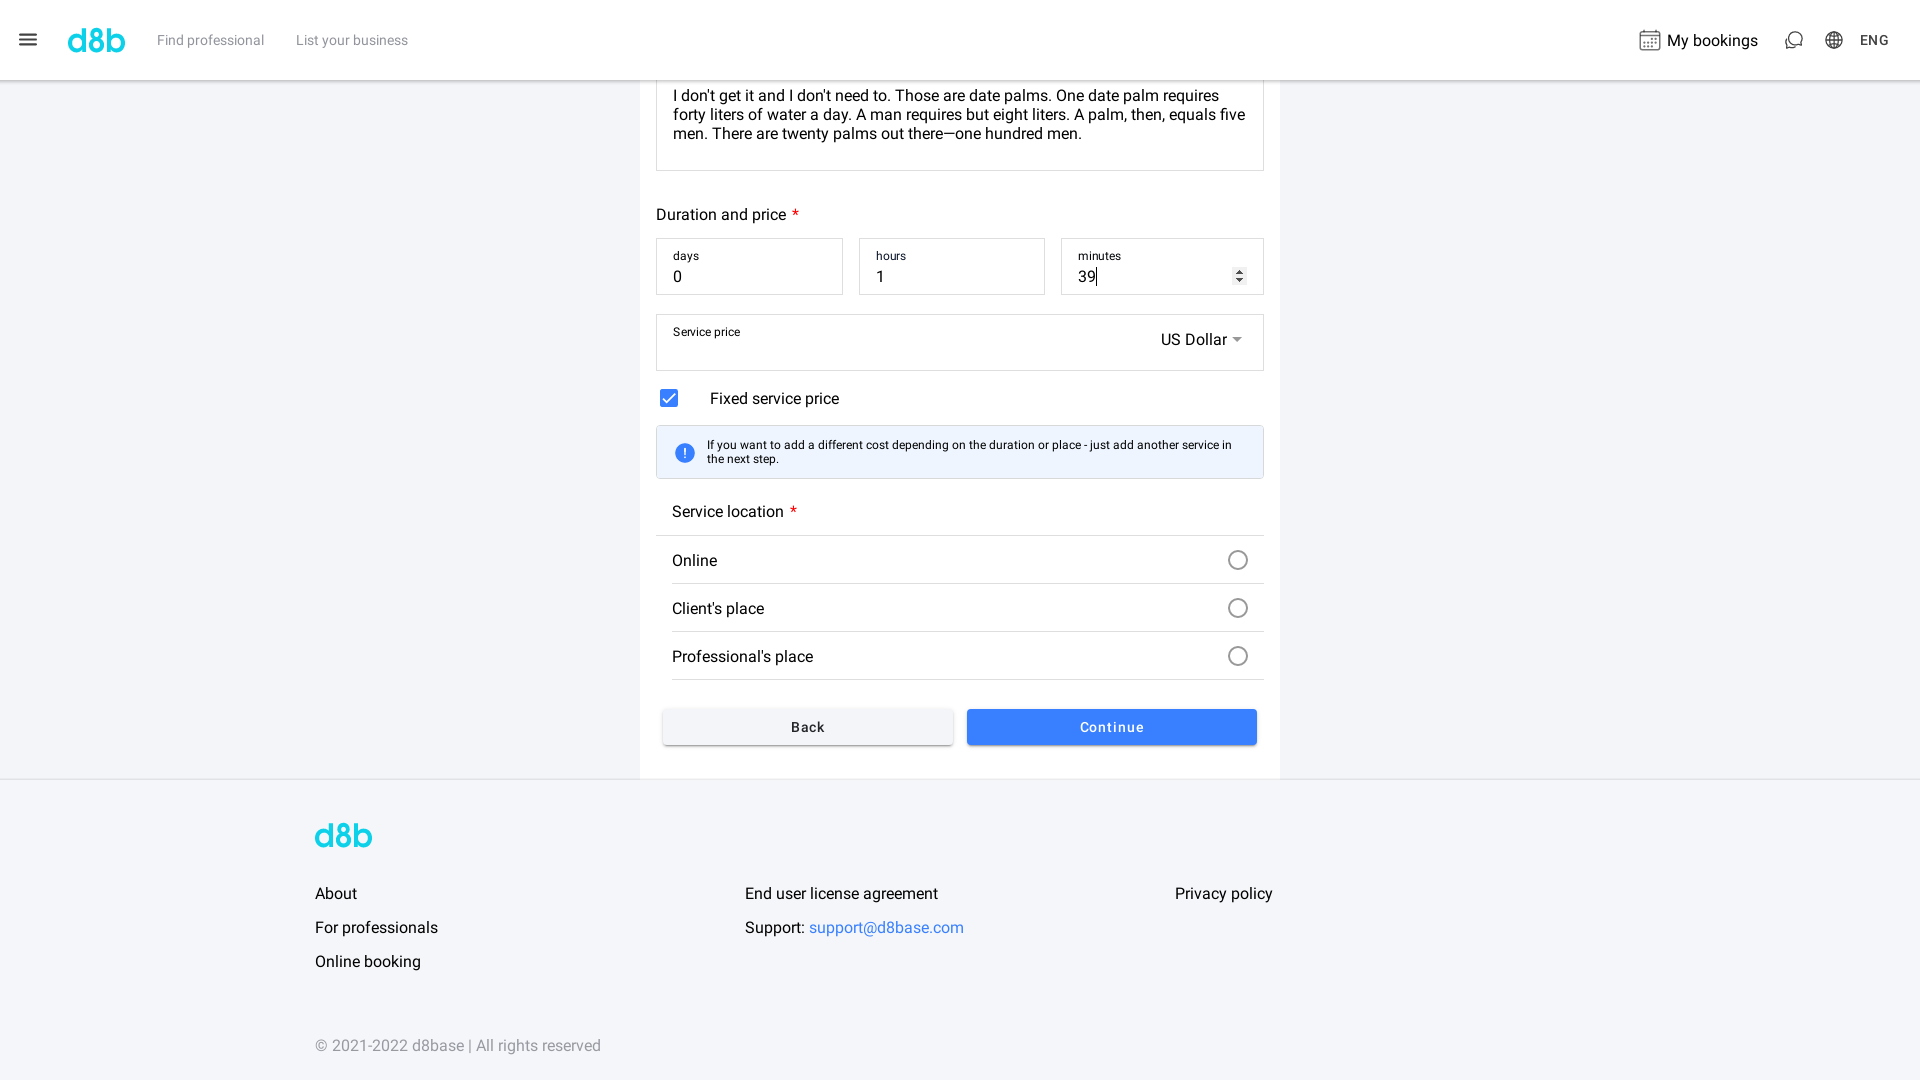 d8b
Find professional
List your business
My bookings
ENG
I don't get it and I don't need to. Those are date palms. One date palm requires
forty liters of water a day. A man requires but eight liters. A palm, then, equals five
men. There are twenty palms out there—one hundred men.
Duration and price *
days
0
hours
1
minutes
39
Service price
US Dollar
Fixed service price
If you want to add a different cost depending on the duration or place - just add another service in
the next step.
Service location *
Online
Client's place
Professional's place
Back
Continue
d8b
About
For professionals
Online booking
End user license agreement
Support: support@d8base.com
Privacy policy
© 2021-2022 d8base | All rights reserved